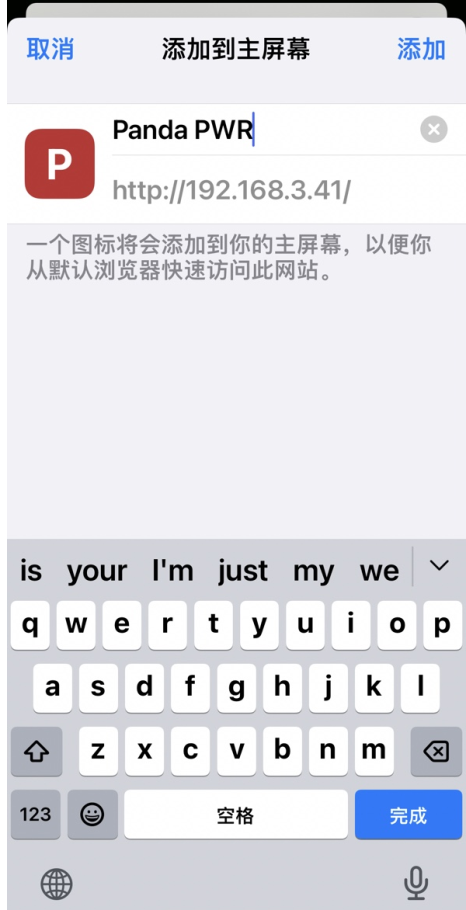 取消 添加到主屏幕 添加
P
Panda PWR
http://192.168.3.41/
一个图标将会添加到你的主屏幕，以便你
从默认浏览器快速访问此网站。
is your I'm just my we
q w e r t y u i o p
a s d f g h j k l
z x c v b n m
123 空格 完成